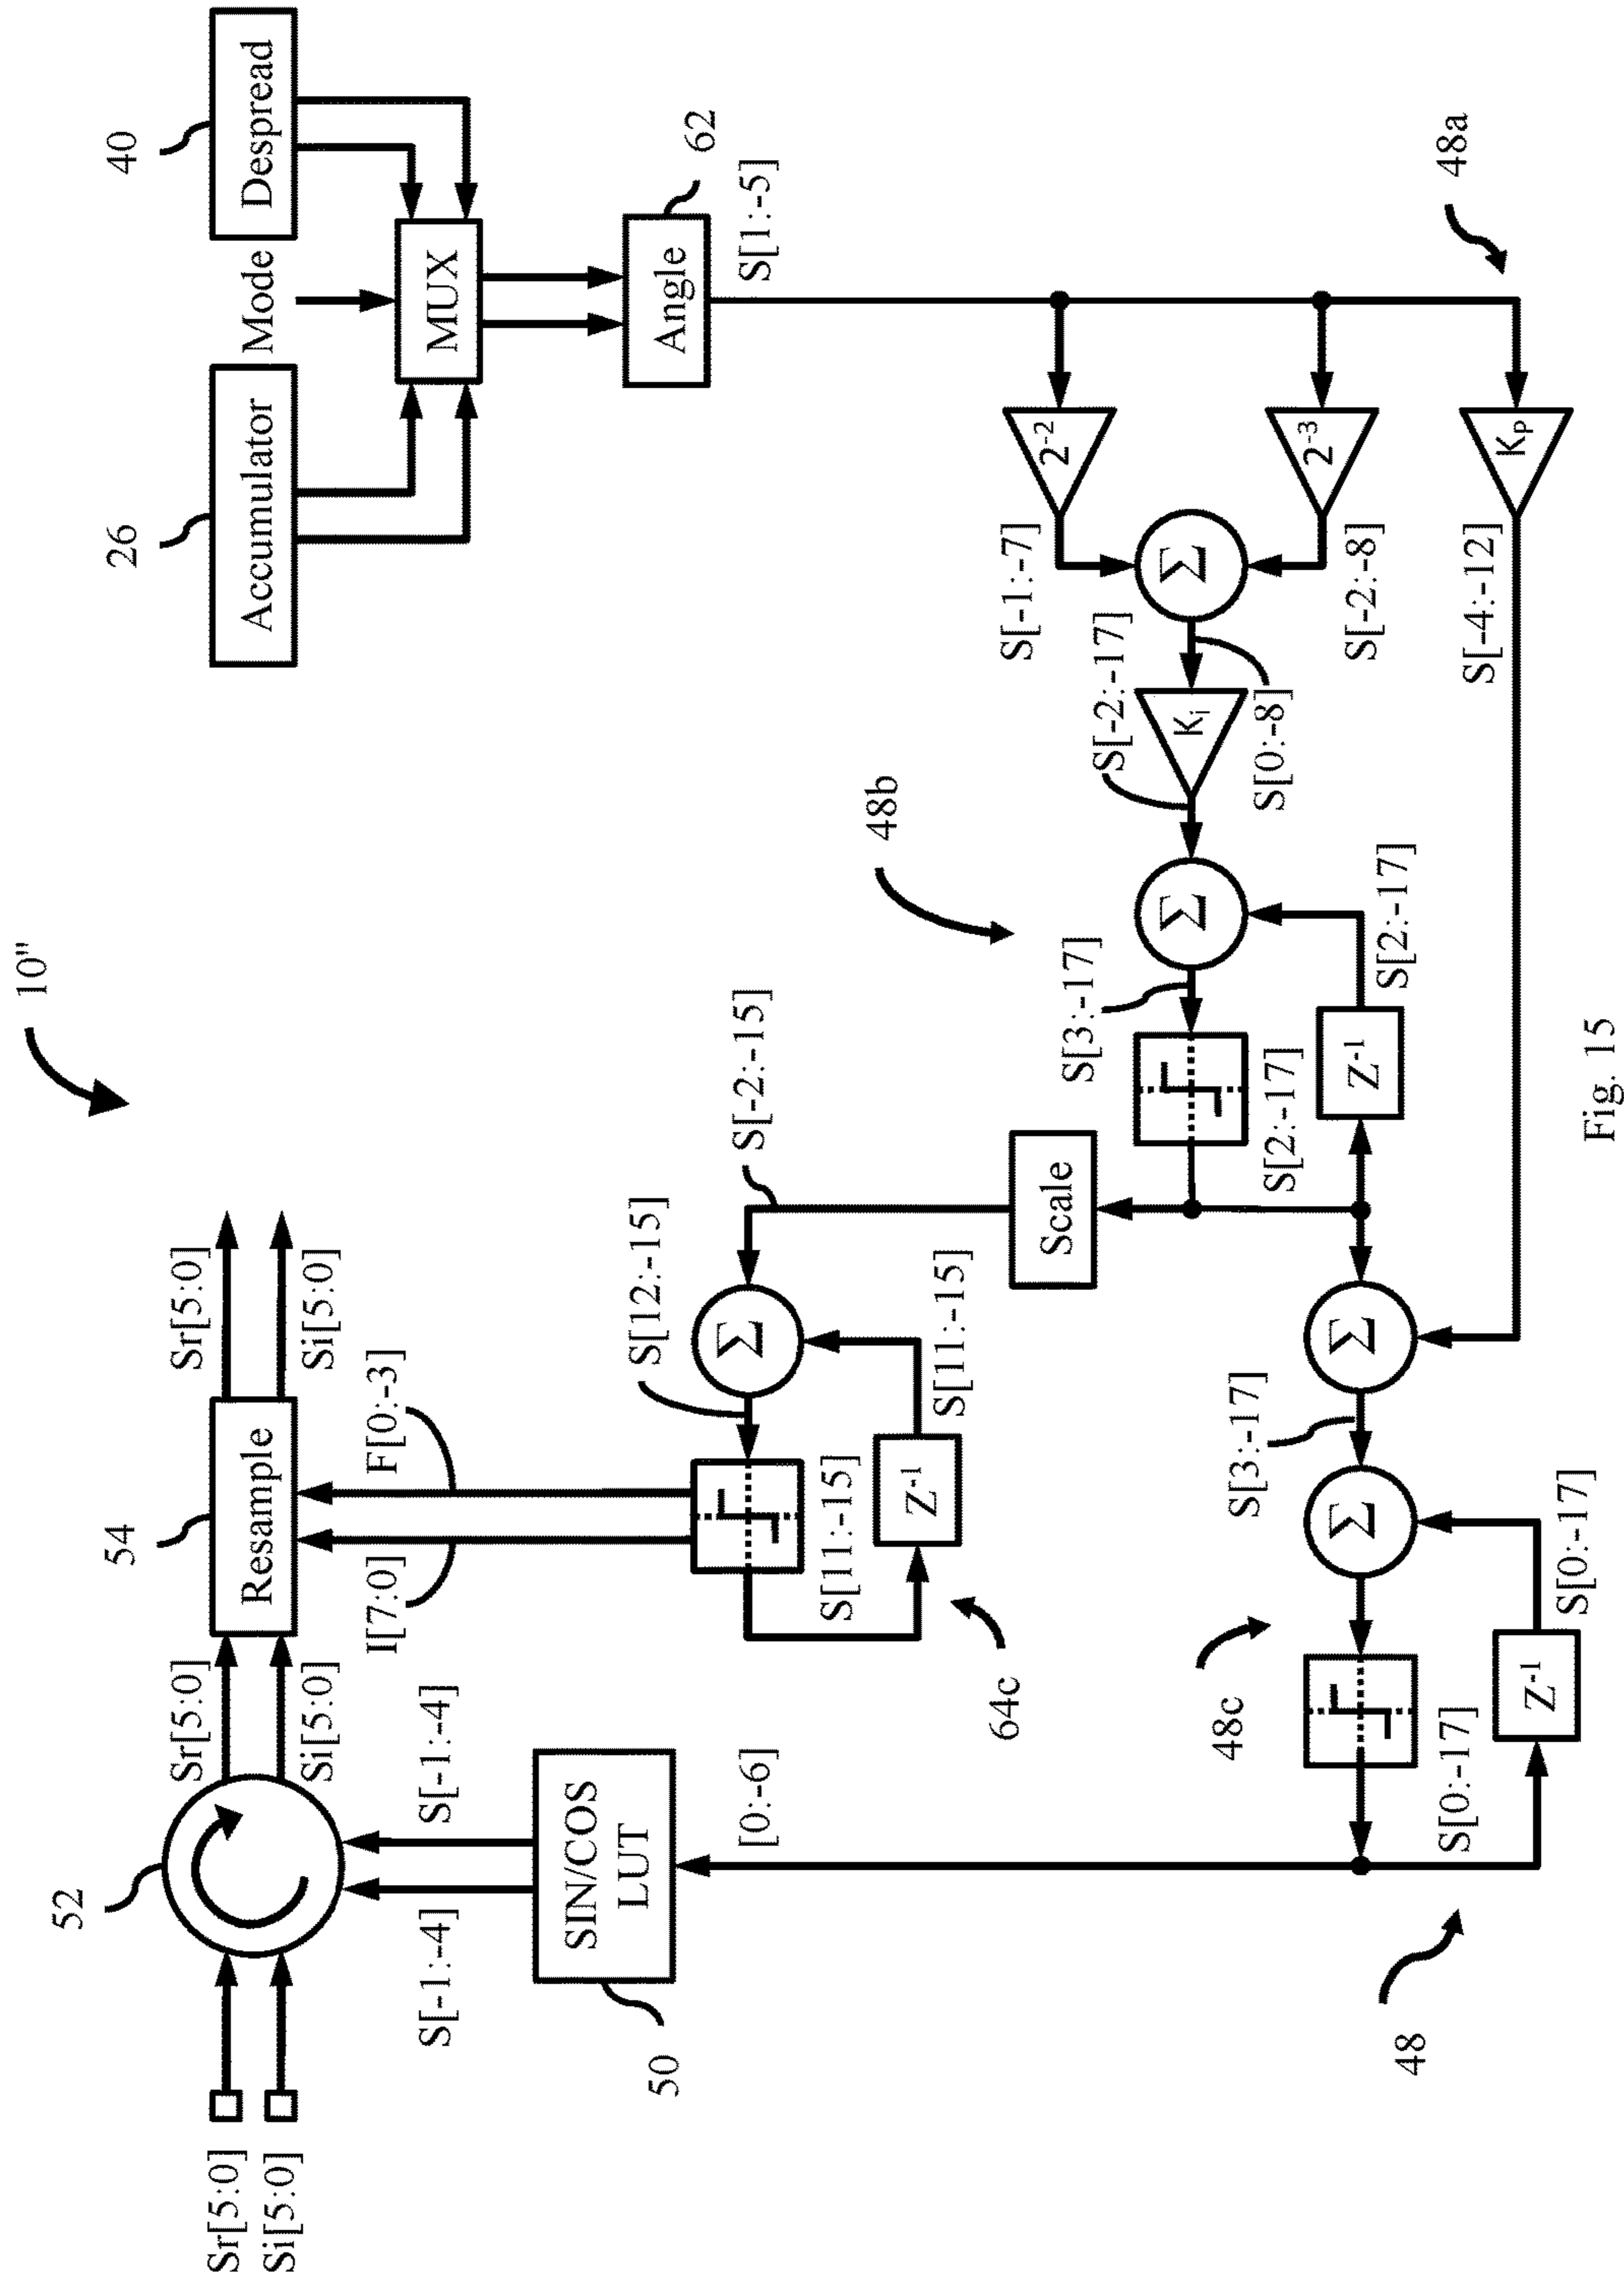 10"
Sr[5:0]
Si[5:0]
52
Sr[5:0]
Si[5:0]
54
Resample
Sr[5:0]
Si[5:0]
26
Accumulator
Mode
40
Despread
MUX
62
Angle
S[1:-5]
S[-1:-4]
S[-1:-4]
50
SIN/COS
LUT
[0:-6]
I[7:0]
F[0:-3]
S[12:-15]
Σ
S[-2:-15]
S[11:-15]
Z-1
S[11:-15]
64c
Scale
48b
S[3:-17]
Σ
S[-2:-17]
Ki
S[0:-8]
Σ
S[-1:-7]
2-2
S[-2:-8]
2-3
48a
S[2:-17]
Z-1
S[2:-17]
S[-4:-12]
KP
48c
Σ
S[3:-17]
Σ
S[0:-17]
Z-1
S[0:-17]
48
Fig. 15